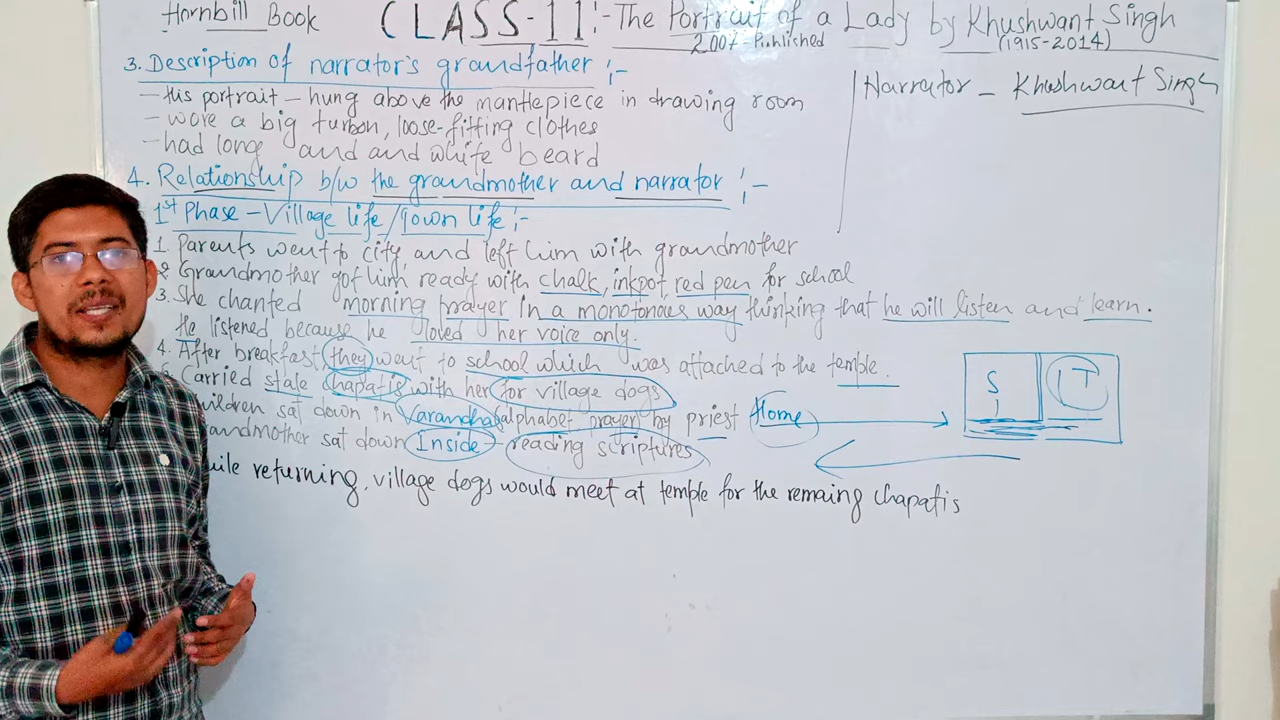 Hornbill Book CLASS-11:- The Portrait of a Lady by Khushwant Singh
2007-Published (1915-2014)
3. Description of narrator's grandfather :-
- His portrait - hung above the mantlepiece in drawing room
- wore a big turban, loose-fitting clothes
- had long and and white beard
Narrator - Khushwant Singh
4. Relationship b/w the grandmother and narrator :-
1st Phase - Village life / :-
1. Parents went to city and left him with grandmother
2 Grandmother got him ready with chalk, inkpot, red pen for school
3. She chanted morning prayer in a monotonous way thinking that he will listen and learn.
He listened because he loved her voice only.
4. After breakfast they went to school which was attached to the temple.
Carried stale chapatis with her for village dogs
hildren sat down in Varandha (alphabet prayer) by priest Home
andmother sat down Inside - reading scriptures
S T
ile returning, village dogs would meet at temple for the remaing chapatis